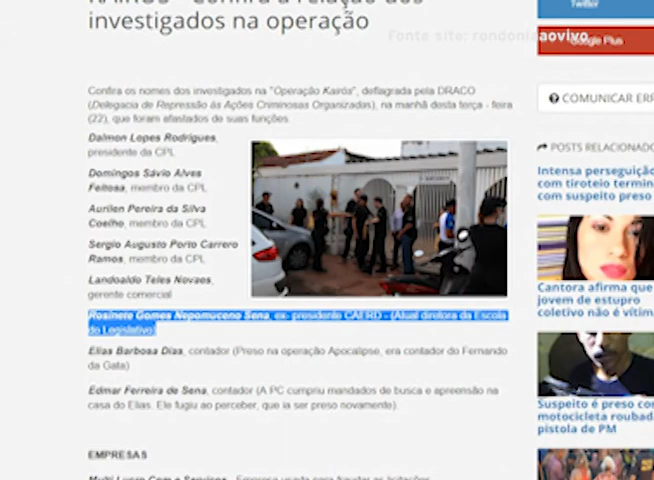 investigados na operação
Fonte site: rondoniaovivo
Twitter
Google Plus
Confira os nomes dos investigados na "Operação Kairós", deflagrada pela DRACO
(Delegacia de Repressão às Ações Criminosas Organizadas), na manhã desta terça - feira
(22), que foram afastados de suas funções.
Dalmon Lopes Rodrigues,
presidente da CPL
Domingos Sávio Alves
Feitosa, membro da CPL
Aurilen Pereira da Silva
Coelho, membro da CPL
Sergio Augusto Porto Carrero
Ramos, membro da CPL
Landoaldo Teles Novaes,
gerente comercial
Rosinete Gomes Nepomuceno Sena, ex- presidente CAERD - (Atual diretora da Escola
do Legislativo)
Elias Barbosa Dias, contador (Preso na operação Apocalipse, era contador do Fernando
da Gata)
Edmar Ferreira de Sena, contador (A PC cumpriu mandados de busca e apreensão na
casa do Elias. Ele fugiu ao perceber, que ia ser preso novamente).
EMPRESAS
COMUNICAR ERR
POSTS RELACIONADO
Intensa perseguição
com tiroteio termin
com suspeito preso
Cantora afirma que
jovem de estupro
coletivo não é vítim
Suspeito é preso co
motocicleta roubad
pistola de PM